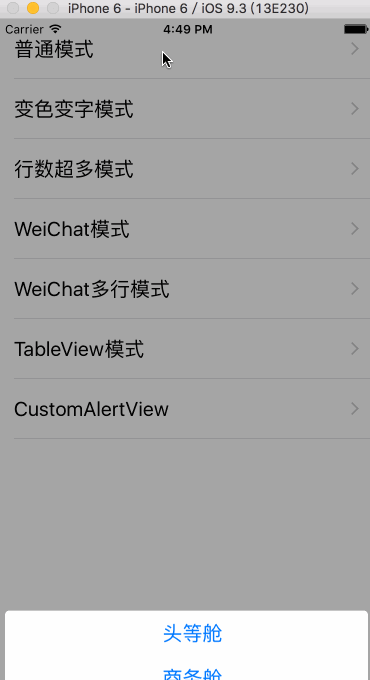 iPhone 6 - iPhone 6 / iOS 9.3 (13E230)
Carrier 4:49 PM
普通模式
变色变字模式
行数超多模式
WeiChat模式
WeiChat多行模式
TableView模式
CustomAlertView
头等舱
商务舱